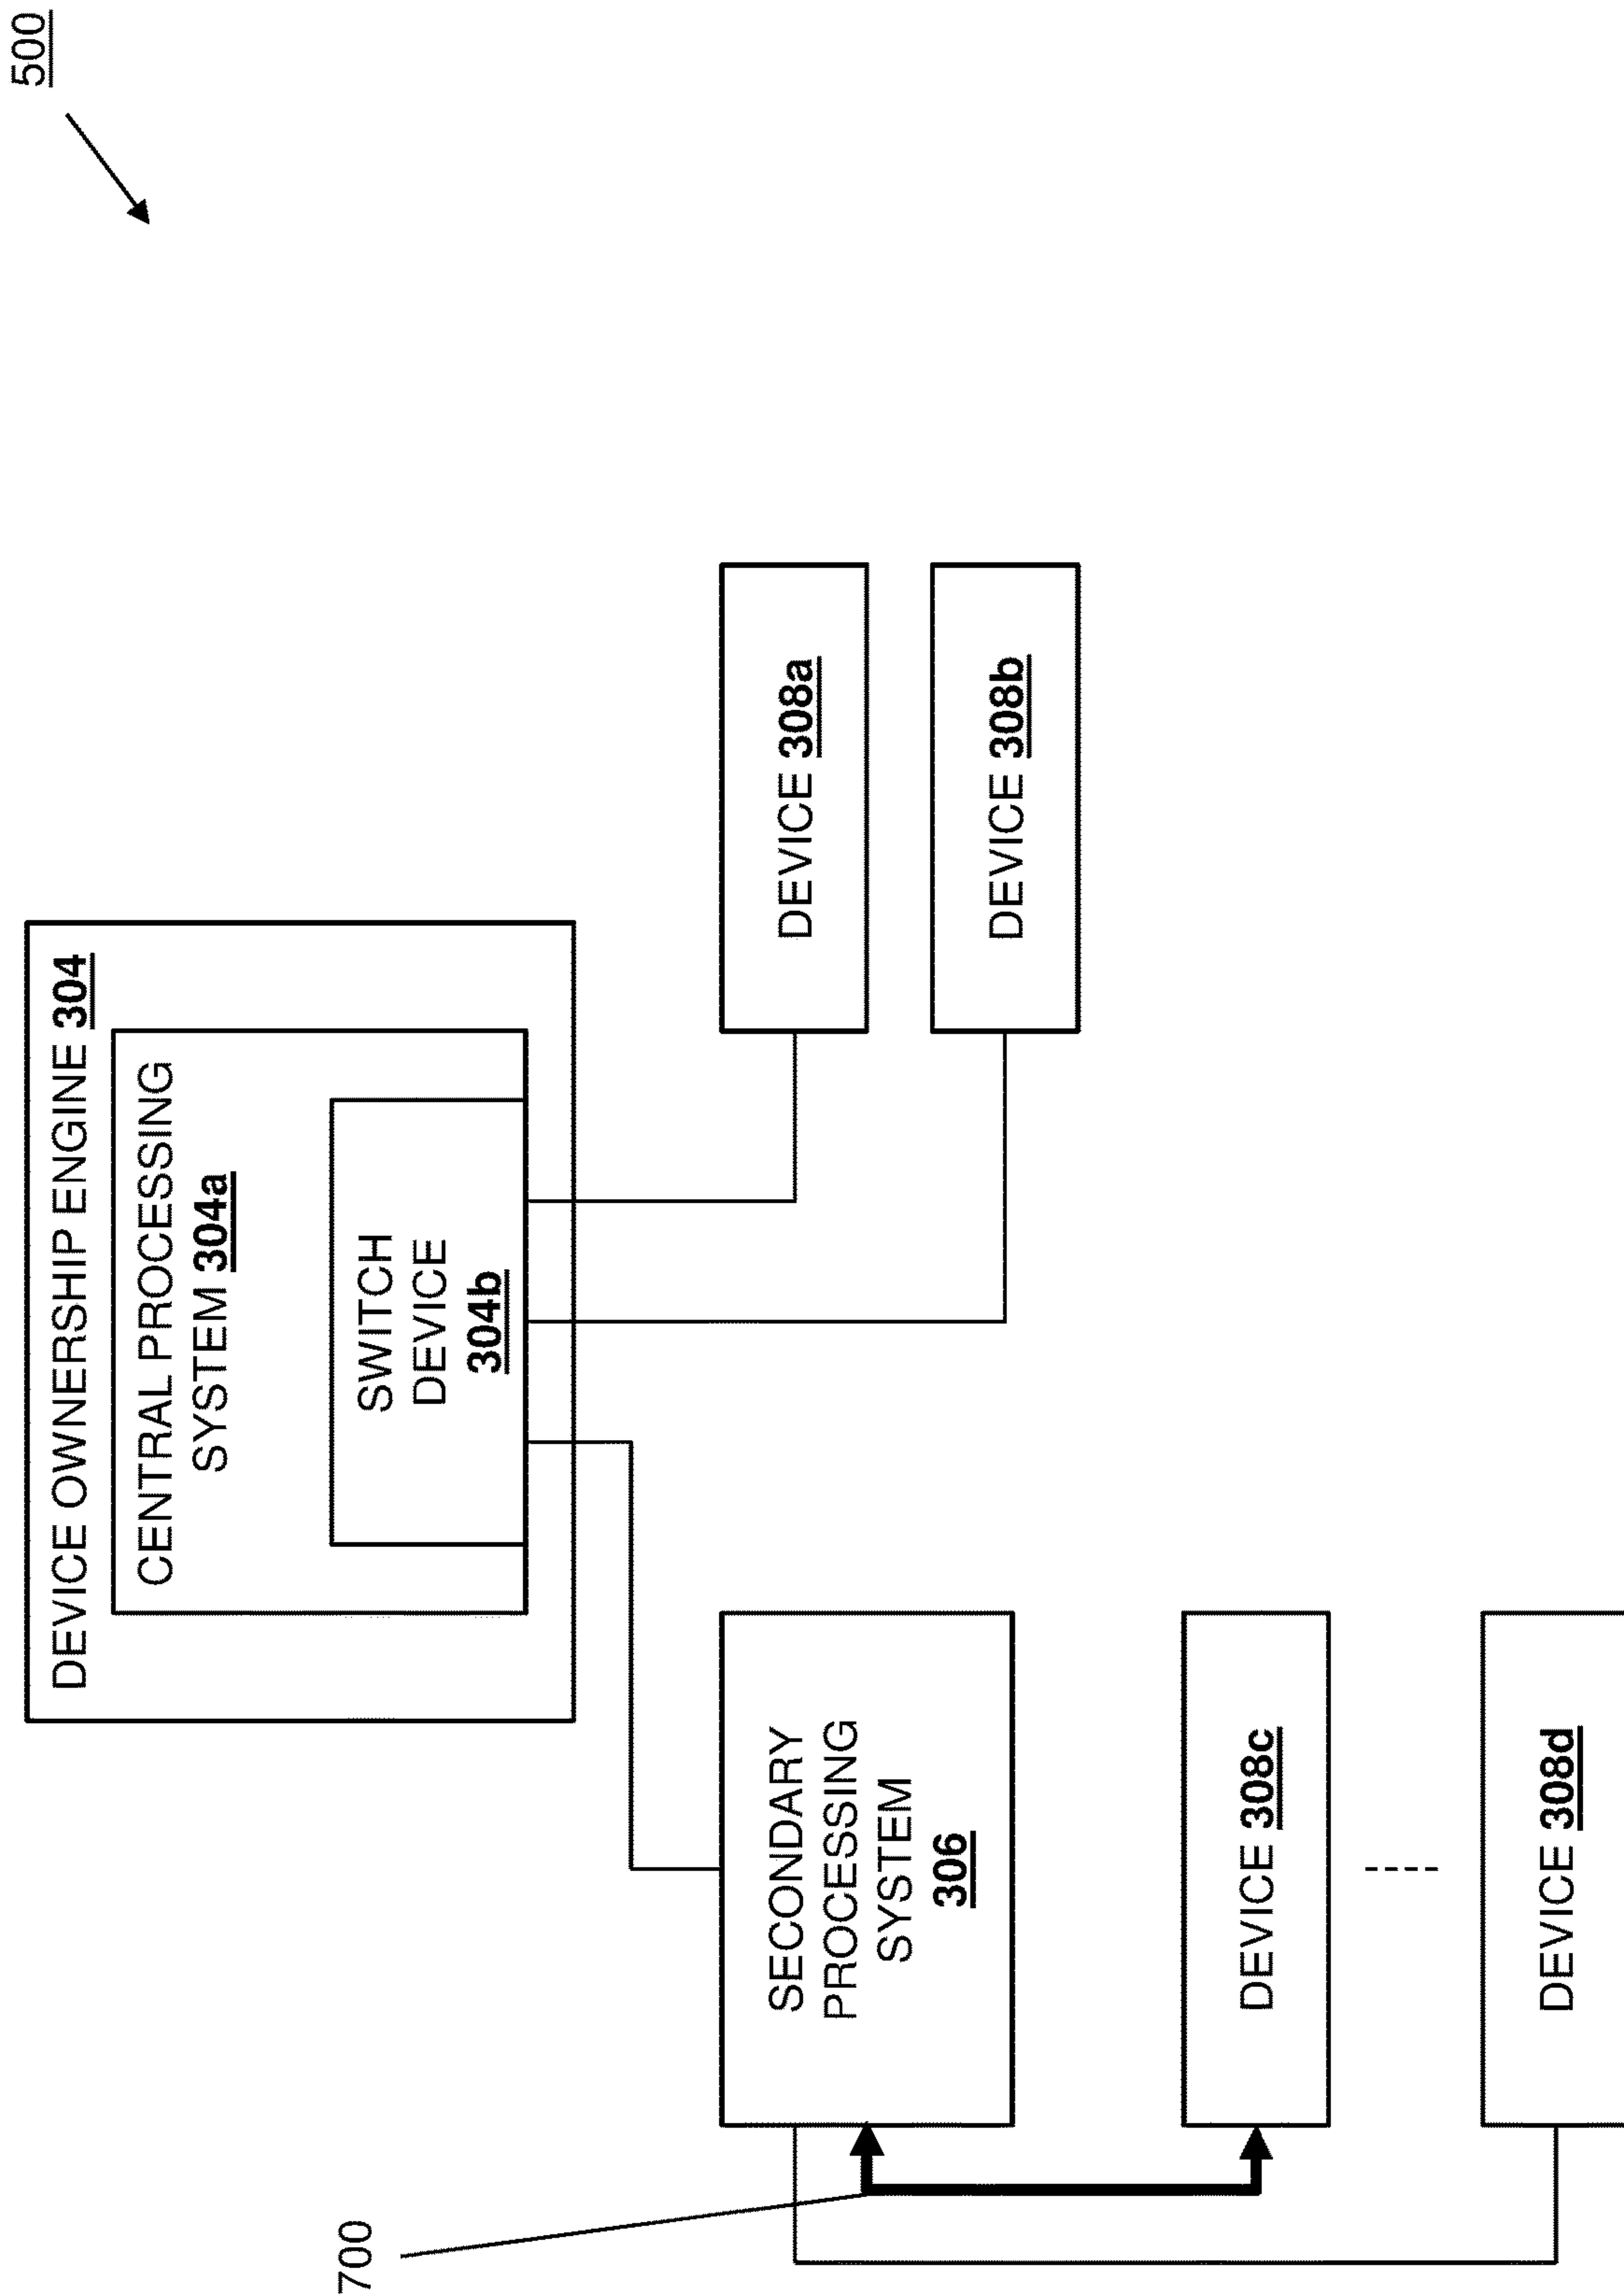 500
DEVICE OWNERSHIP ENGINE 304
CENTRAL PROCESSING
SYSTEM 304a
SWITCH
DEVICE
304b
SECONDARY
PROCESSING
SYSTEM
306
DEVICE 308a
DEVICE 308b
DEVICE 308c
DEVICE 308d
700